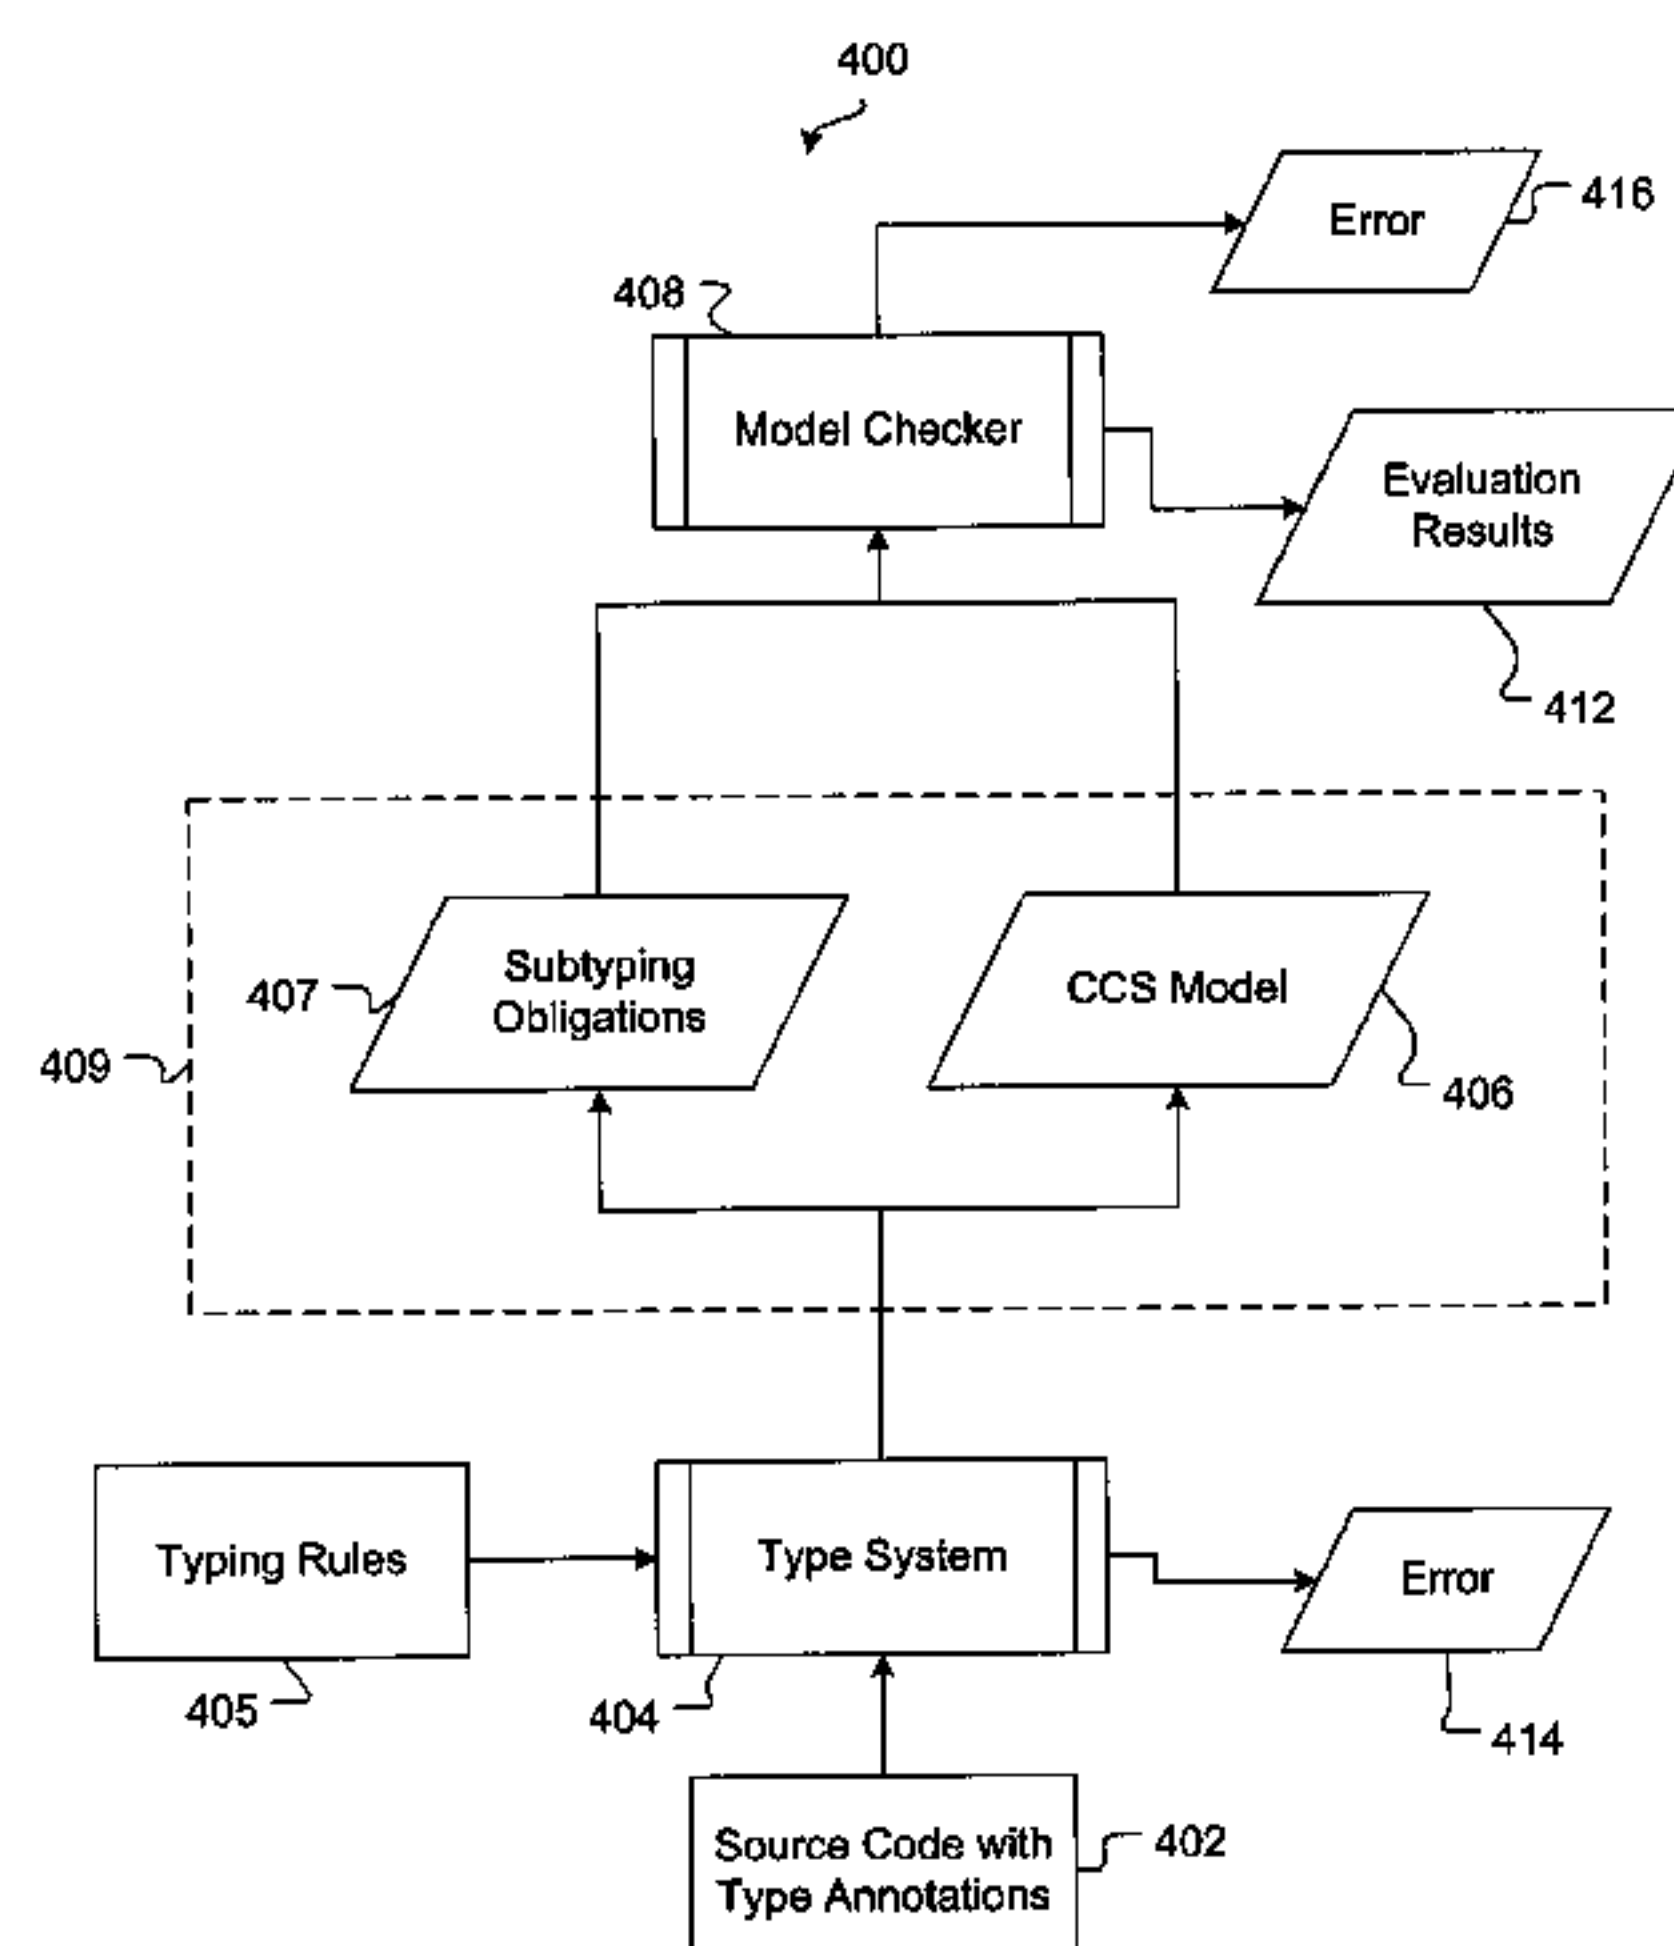 400
Error
416
408
Model Checker
Evaluation
Results
412
Subtyping
Obligations
407
CCS Model
409
406
Typing Rules
Type System
Error
405
404
414
Source Code with
Type Annotations
402